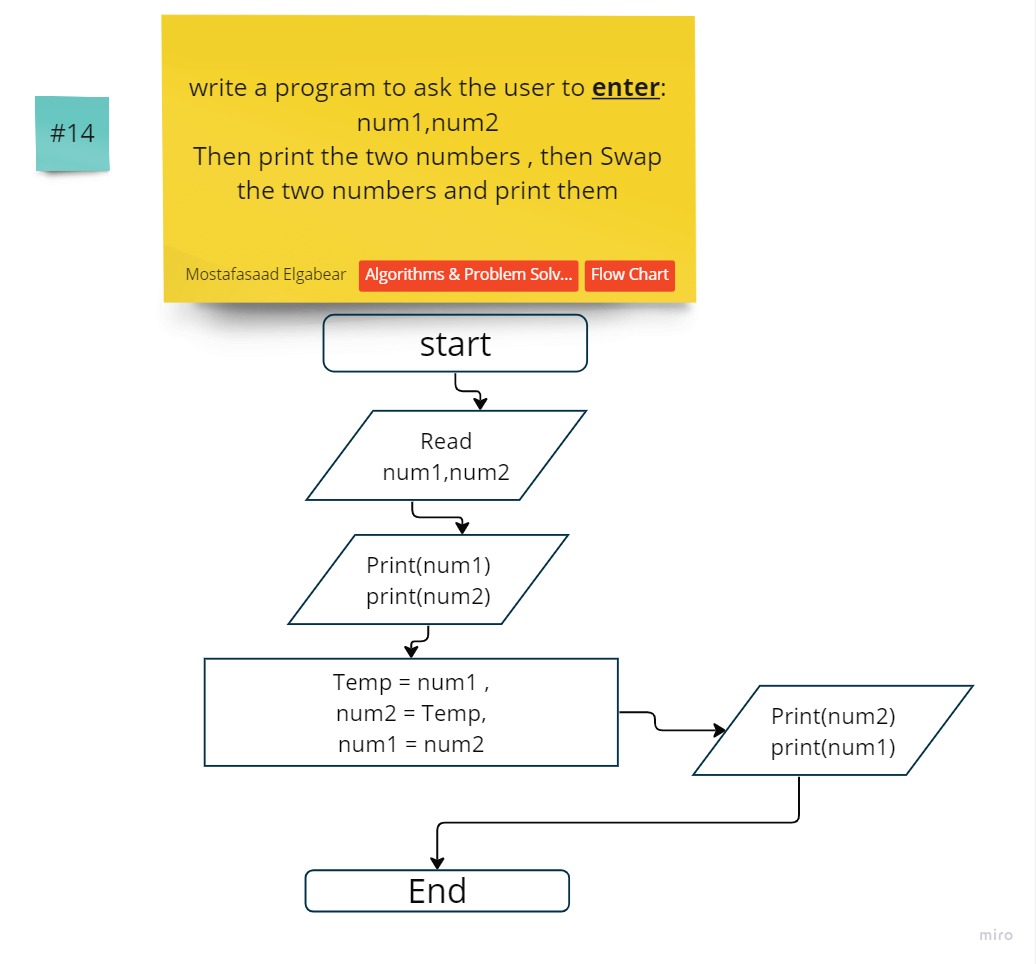 #14
write a program to ask the user to enter:
num1,num2
Then print the two numbers , then Swap
the two numbers and print them
Mostafasaad Elgabear
Algorithms & Problem Solv...
Flow Chart
start
Read
num1,num2
Print(num1)
print(num2)
Temp = num1 ,
num2 = Temp,
num1 = num2
Print(num2)
print(num1)
End
miro